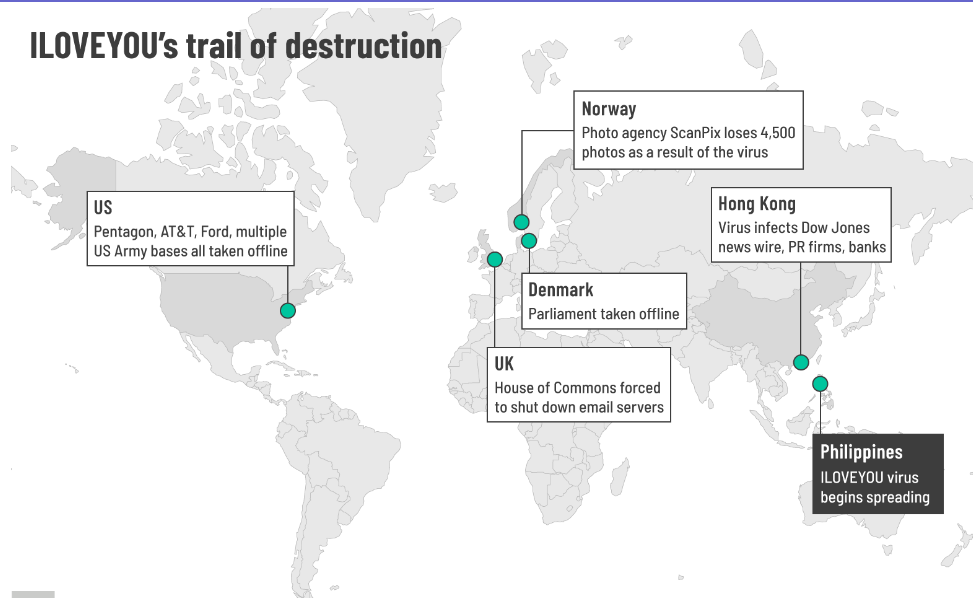 ILOVEYOU's trail of destruction
Norway
Photo agency ScanPix loses 4,500
photos as a result of the virus
US
Pentagon, AT&T, Ford, multiple
US Army bases all taken offline
Hong Kong
Virus infects Dow Jones
news wire, PR firms, banks
Denmark
Parliament taken offline
UK
House of Commons forced
to shut down email servers
Philippines
ILOVEYOU virus
begins spreading